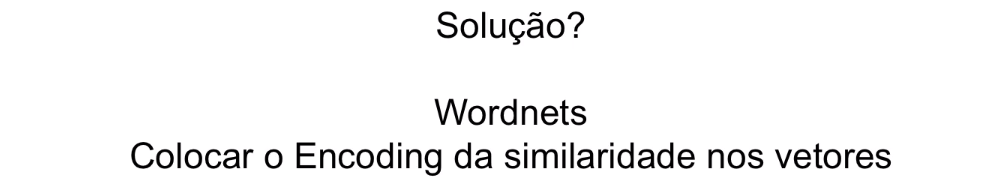 Solução?
Wordnets
Colocar o Encoding da similaridade nos vetores